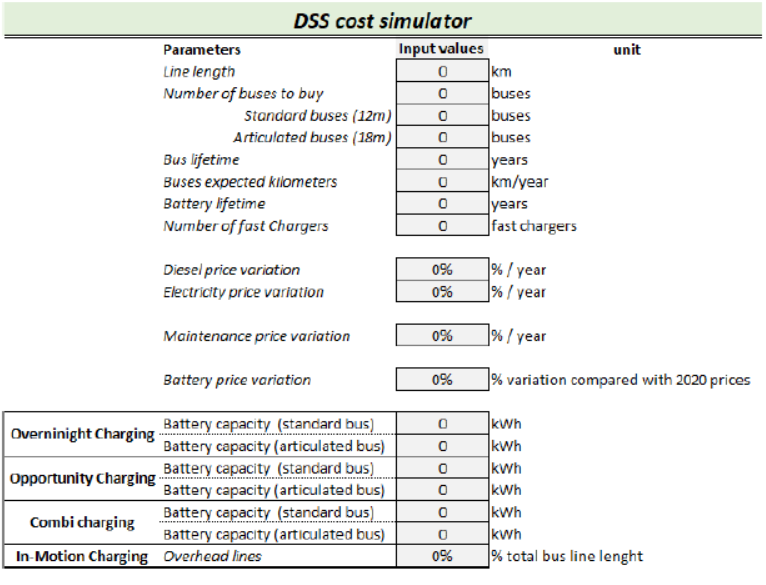 DSS cost simulator
Parameters Input values unit
Line length 0 km
Number of buses to buy 0 buses
Standard buses (12m) 0 buses
Articulated buses (18m) 0 buses
Bus lifetime 0 years
Buses expected kilometers 0 km/year
Battery lifetime 0 years
Number of fast Chargers 0 fast chargers
Diesel price variation 0% % / year
Electricity price variation 0% % / year
Maintenance price variation 0% % / year
Battery price variation 0% % variation compared with 2020 prices
Overninight Charging Battery capacity (standard bus) 0 kWh
Battery capacity (articulated bus) 0 kWh
Opportunity Charging Battery capacity (standard bus) 0 kWh
Battery capacity (articulated bus) 0 kWh
Combi charging Battery capacity (standard bus) 0 kWh
Battery capacity (articulated bus) 0 kWh
In-Motion Charging Overhead lines 0% % total bus line lenght